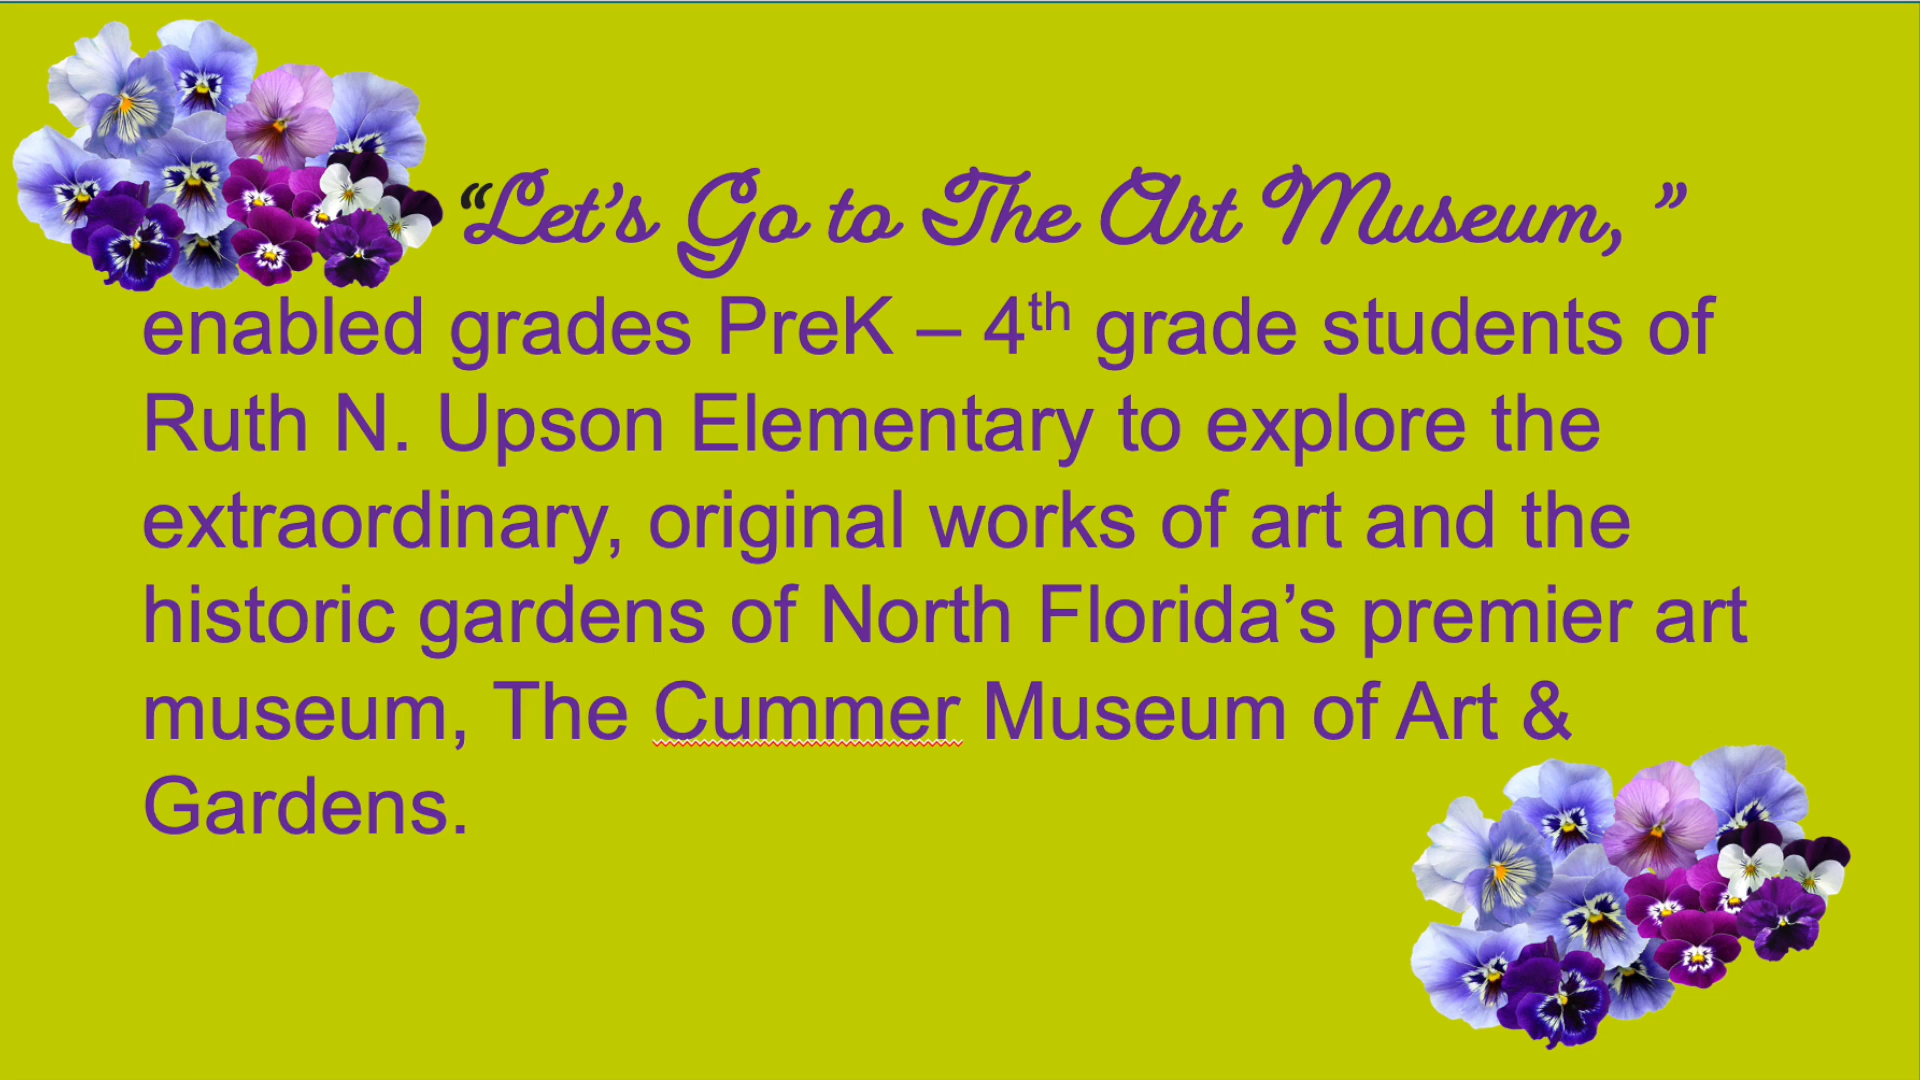 “Let’s Go to The Art Museum, ”
enabled grades PreK – 4th grade students of
Ruth N. Upson Elementary to explore the
extraordinary, original works of art and the
historic gardens of North Florida’s premier art
museum, The Cummer Museum of Art &
Gardens.